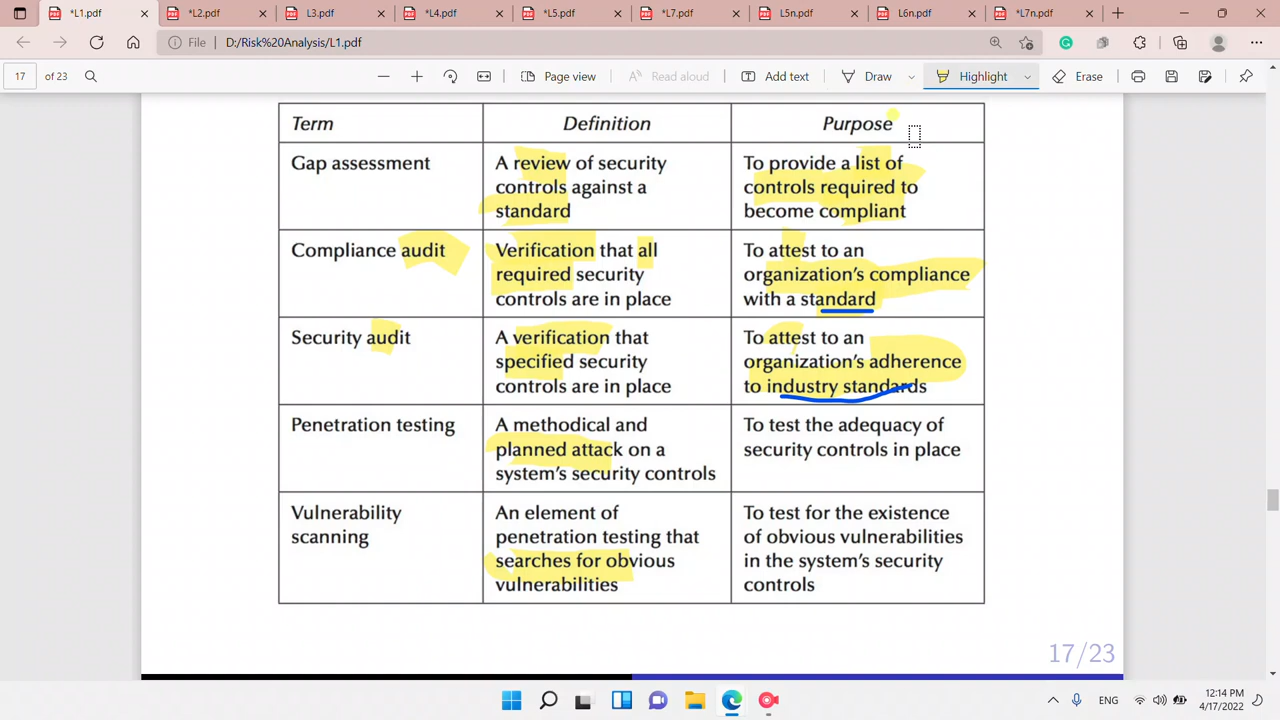 *L1.pdf
*L2.pdf
L3.pdf
*L4.pdf
*L5.pdf
*L7.pdf
L5n.pdf
L6n.pdf
*L7n.pdf
File
D:/Risk%20Analysis/L1.pdf
17
of 23
Page view
Read aloud
Add text
Draw
Highlight
Erase
Term
Definition
Purpose
Gap assessment
A review of security
controls against a
standard
To provide a list of
controls required to
become compliant
Compliance audit
Verification that all
required security
controls are in place
To attest to an
organization's compliance
with a standard
Security audit
A verification that
specified security
controls are in place
To attest to an
organization's adherence
to industry standards
Penetration testing
A methodical and
planned attack on a
system's security controls
To test the adequacy of
security controls in place
Vulnerability
scanning
An element of
penetration testing that
searches for obvious
vulnerabilities
To test for the existence
of obvious vulnerabilities
in the system's security
controls
17/23
ENG
12:14 PM
4/17/2022